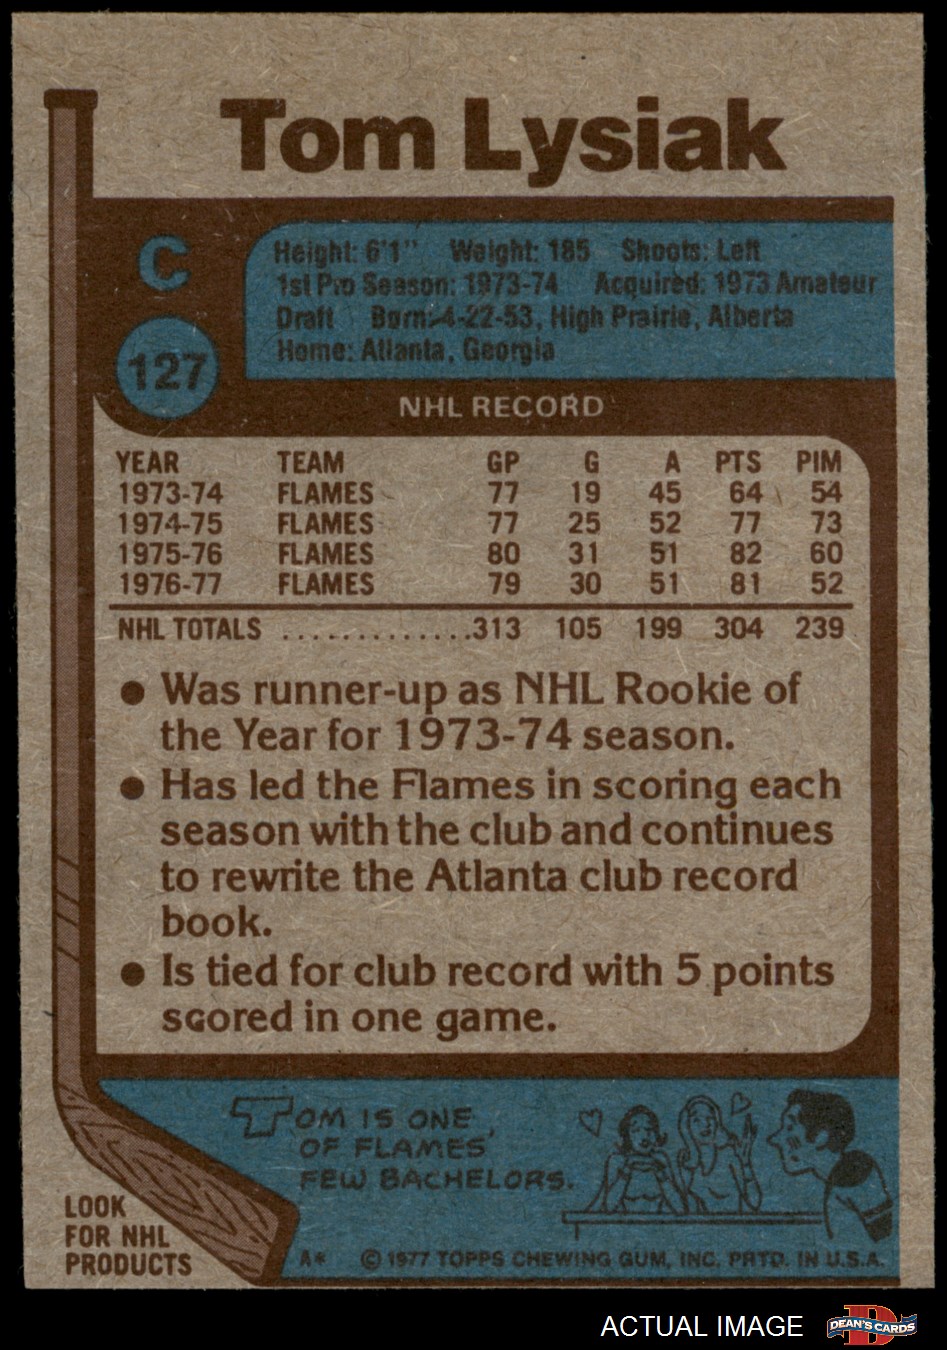 Tom Lysiak
C
127
Height: 6'1" Weight: 185 Shoots: Left
1st Pro Season: 1973-74 Acquired: 1973 Amateur
Draft Born: 4-22-53, High Prairie, Alberta
Home: Atlanta, Georgia
NHL RECORD
YEAR TEAM GP G A PTS PIM
1973-74 FLAMES 77 19 45 64 54
1974-75 FLAMES 77 25 52 77 73
1975-76 FLAMES 80 31 51 82 60
1976-77 FLAMES 79 30 51 81 52
NHL TOTALS .............313 105 199 304 239
● Was runner-up as NHL Rookie of
the Year for 1973-74 season.
● Has led the Flames in scoring each
season with the club and continues
to rewrite the Atlanta club record
book.
● Is tied for club record with 5 points
scored in one game.
TOM IS ONE
OF FLAMES'
FEW BACHELORS.
LOOK
FOR NHL
PRODUCTS
A* © 1977 TOPPS CHEWING GUM, INC. PRTD. IN U.S.A.
ACTUAL IMAGE
D
DEAN'S CARDS